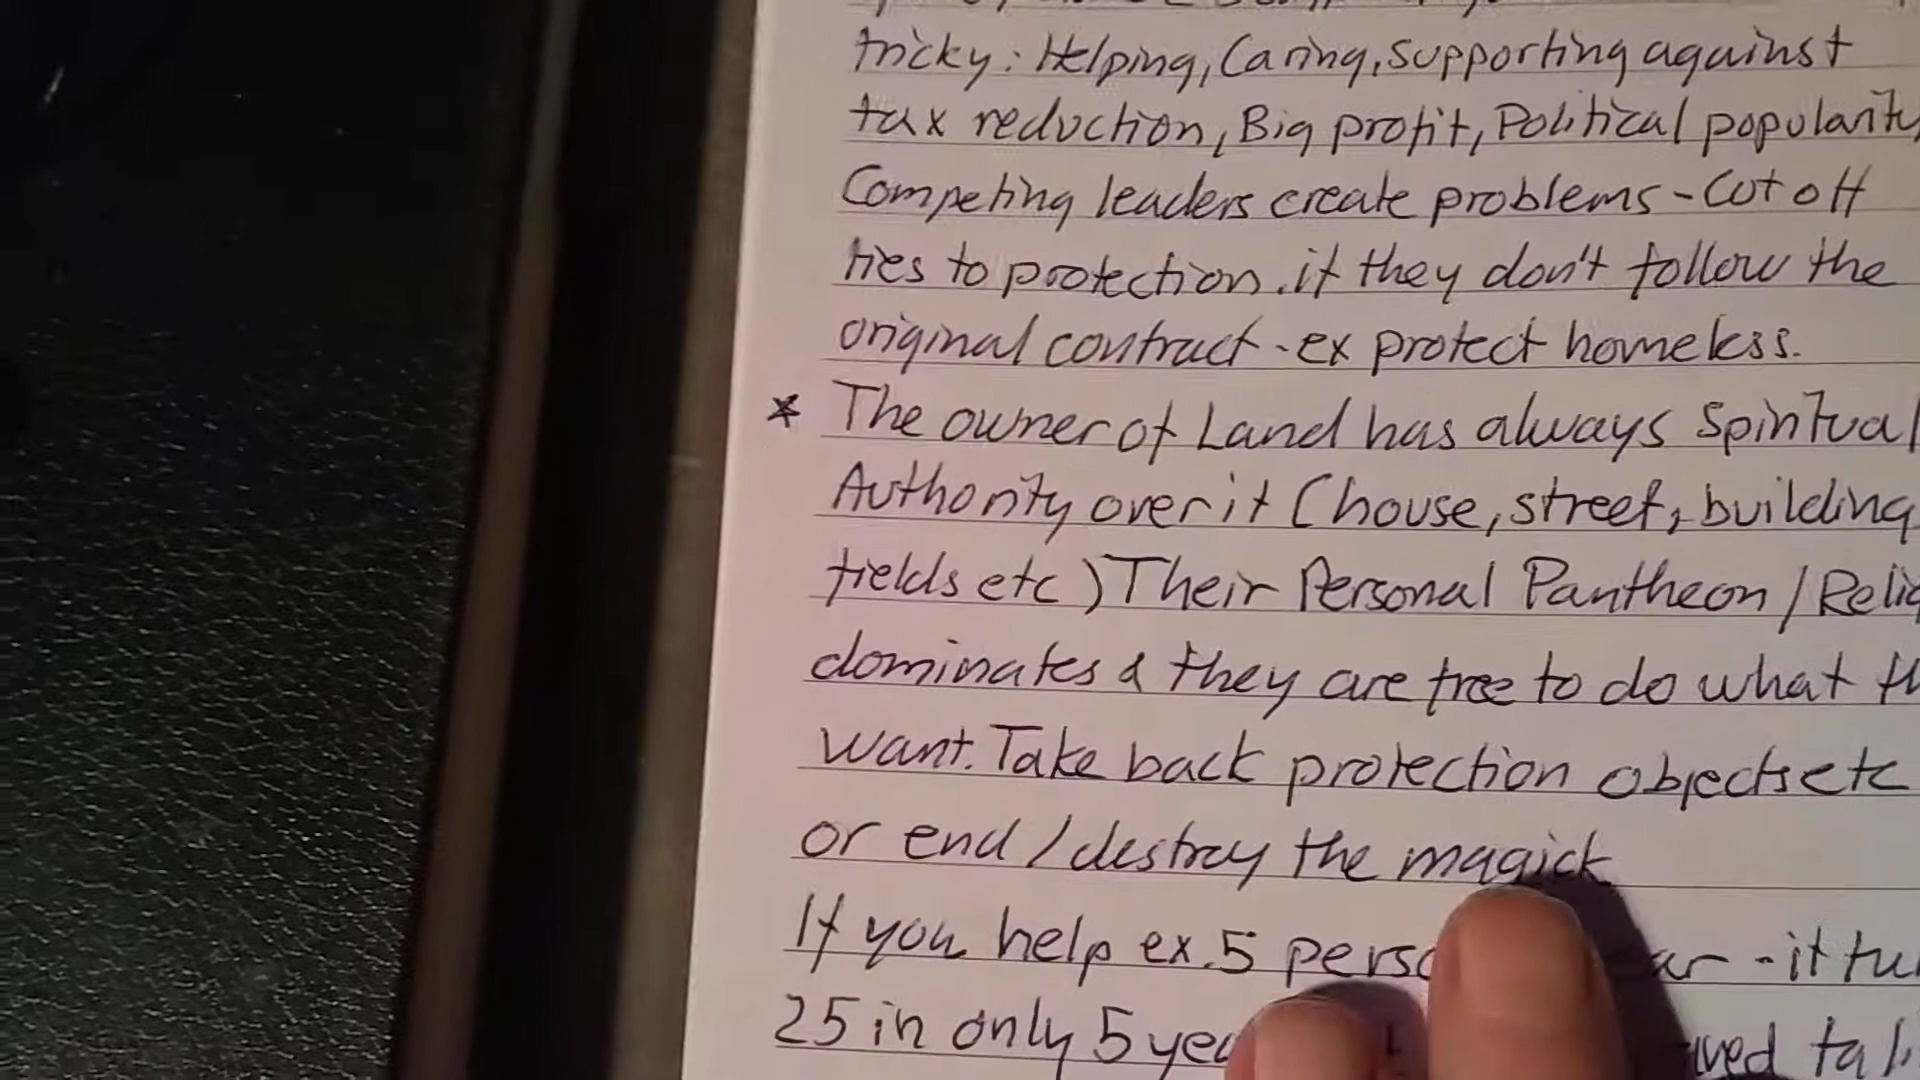 tricky: Helping, Caring, supporting against
tax reduction, Big profit, Political popularity,
Competing leaders create problems - Cut off
ties to protection. if they don't follow the
original contract - ex protect homeless.
* The owner of Land has always Spiritual
Authority over it (house, street, building,
fields etc) Their Personal Pantheon / Relig
dominates & they are free to do what th
want. Take back protection objects etc
or end / destroy the magick
If you help ex. 5 perso - it tu
25 in only 5 yea